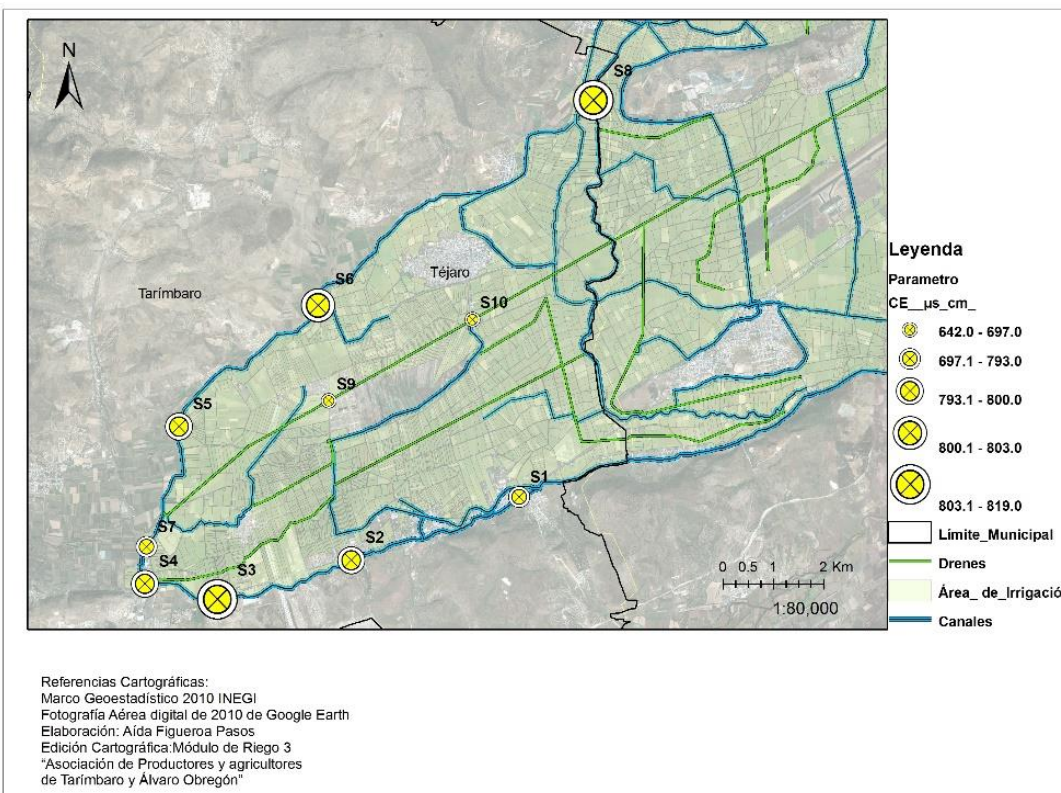 N
S8
S6
Téjaro
Tarímbaro
S10
S9
S5
S1
S7
S2
S4
S3
0 0.5 1 2 Km
1:80,000
Leyenda
Parametro
CE__µs_cm_
642.0 - 697.0
697.1 - 793.0
793.1 - 800.0
800.1 - 803.0
803.1 - 819.0
Límite_Municipal
Drenes
Área_ de_Irrigació
Canales
Referencias Cartográficas:
Marco Geoestadístico 2010 INEGI
Fotografía Aérea digital de 2010 de Google Earth
Elaboración: Aída Figueroa Pasos
Edición Cartográfica:Módulo de Riego 3
"Asociación de Productores y agricultores
de Tarímbaro y Álvaro Obregón"